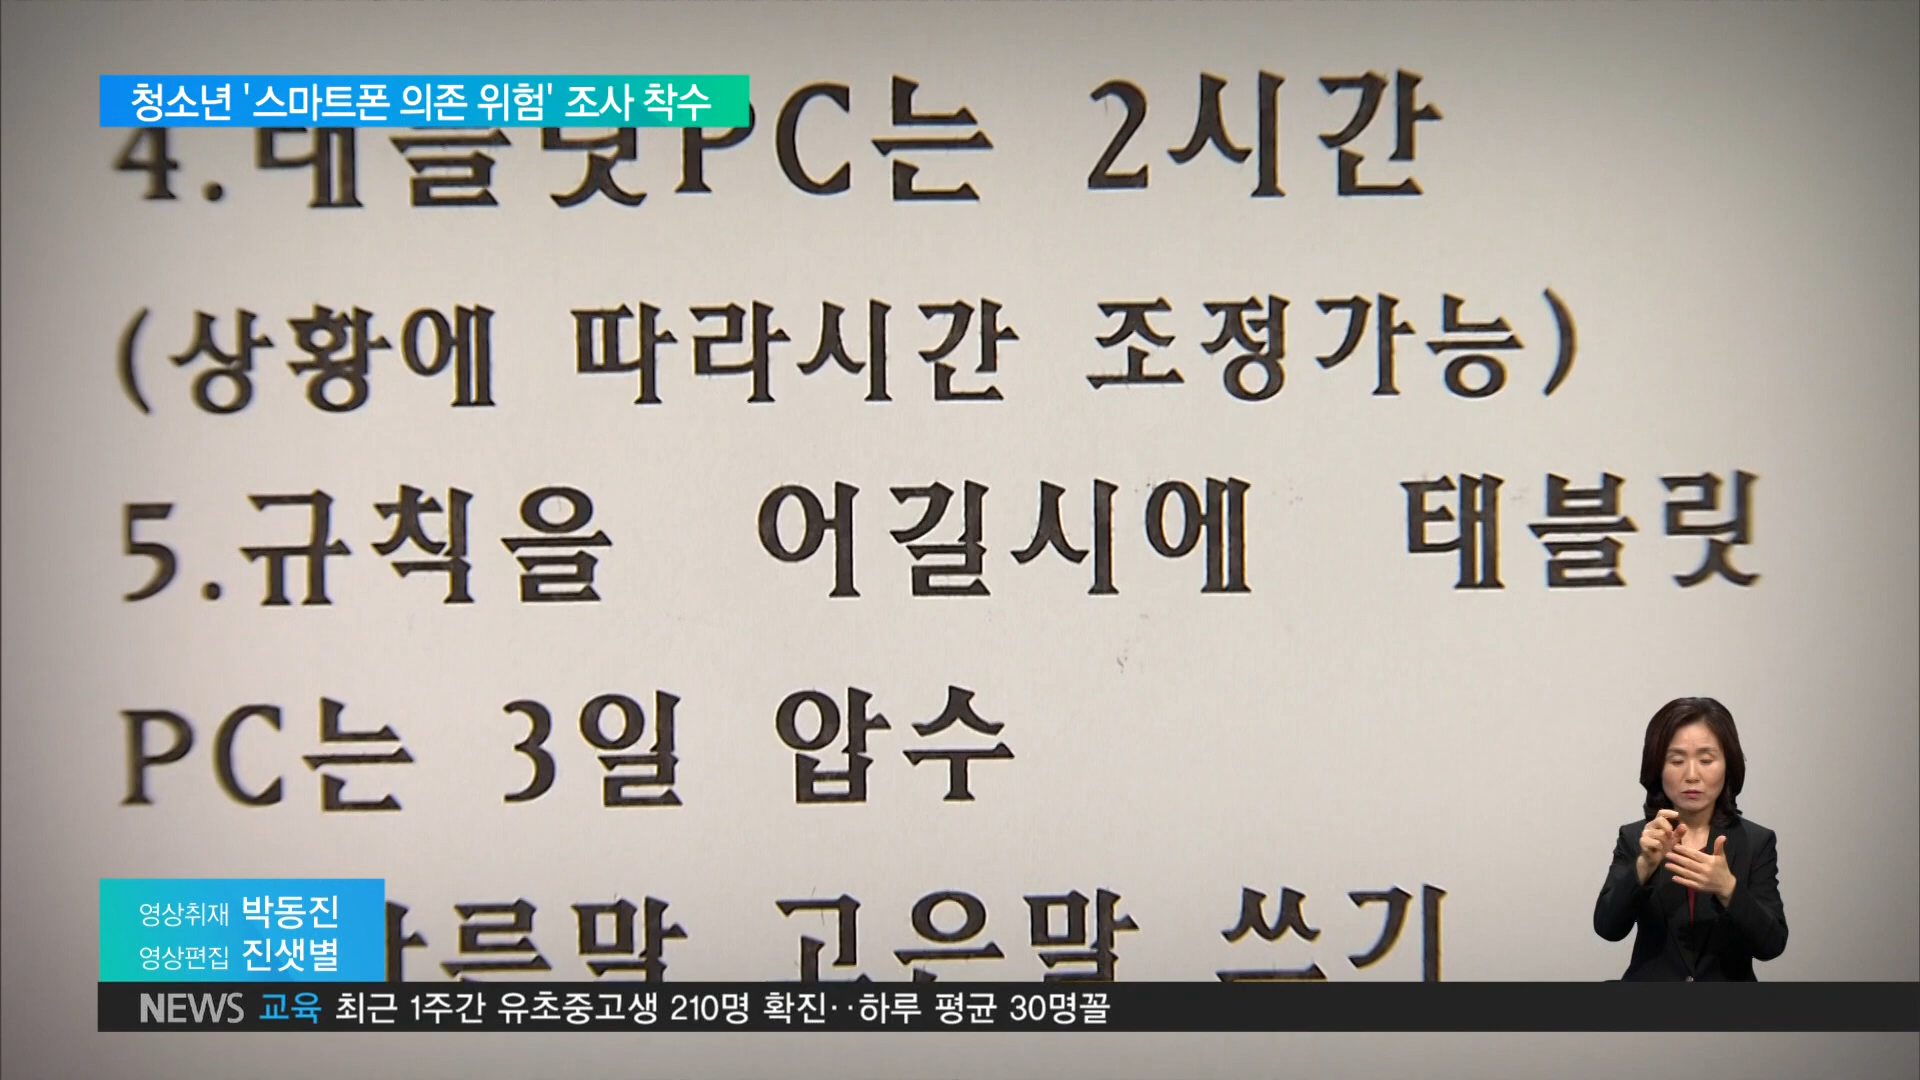 청소년 '스마트폰 의존 위험' 조사 착수
4.태블릿PC는 2시간
(상황에 따라시간 조정가능)
5.규칙을 어길시에 태블릿
PC는 3일 압수
고운말 쓰기
영상취재 박동진
영상편집 진샛별
NEWS 교육 최근 1주간 유초중고생 210명 확진‥하루 평균 30명꼴